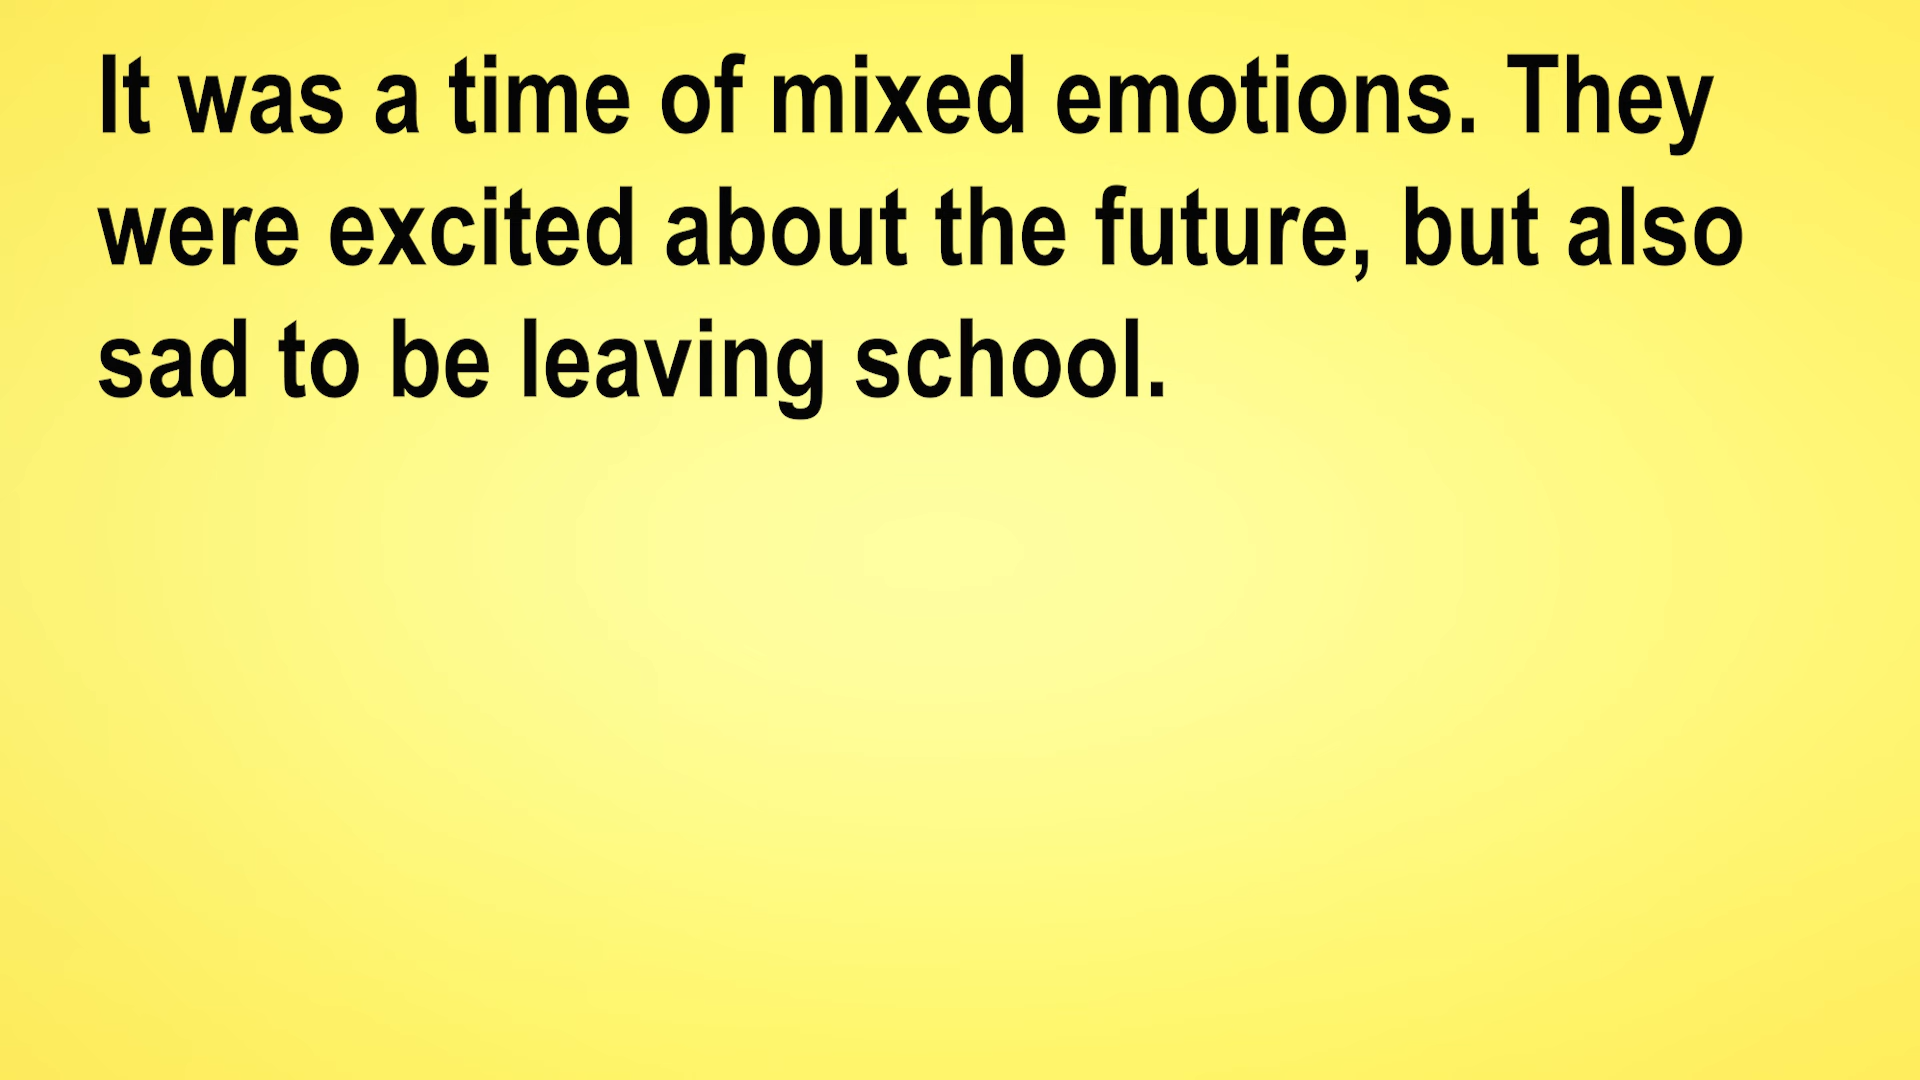 It was a time of mixed emotions. They
were excited about the future, but also
sad to be leaving school.